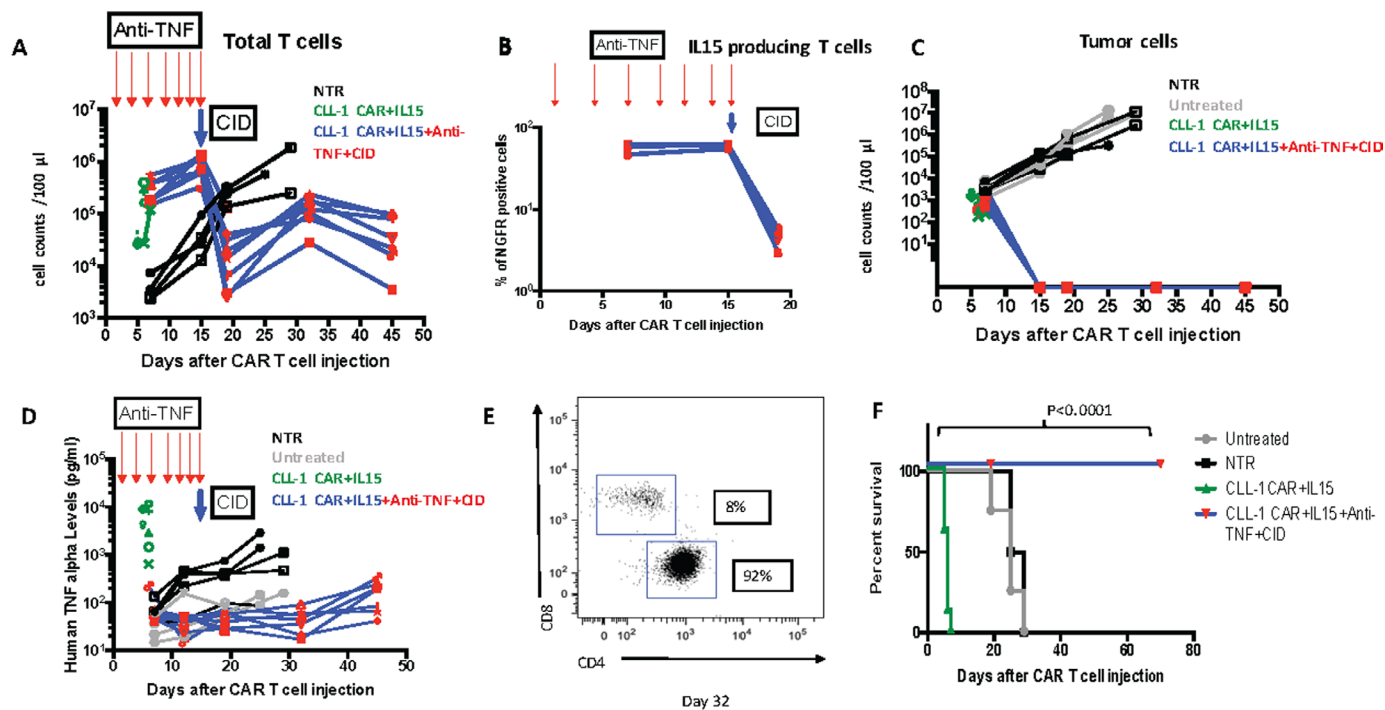 A
Anti-TNF
Total T cells
NTR
CLL-1 CAR+IL15
CLL-1 CAR+IL15+Anti-
TNF+CID
CID
cell counts /100 µl
10^7
10^6
10^5
10^4
10^3
0 5 10 15 20 25 30 35 40 45 50
Days after CAR T cell injection
B
Anti-TNF
IL15 producing T cells
CID
% of NGFR positive cells
10^2
10^1
10^0
0 5 10 15 20
Days after CAR T cell injection
C
Tumor cells
NTR
Untreated
CLL-1 CAR+IL15
CLL-1 CAR+IL15+Anti-TNF+CID
cell counts /100 µl
10^8
10^7
10^6
10^5
10^4
10^3
10^2
10^1
0 5 10 15 20 25 30 35 40 45 50
Days after CAR T cell injection
D
Anti-TNF
NTR
Untreated
CLL-1 CAR+IL15
CLL-1 CAR+IL15+Anti-TNF+CID
CID
Human TNF alpha Levels (pg/ml)
10^5
10^4
10^3
10^2
10^1
0 10 20 30 40 50
Days after CAR T cell injection
E
CD8
10^5
10^4
10^3
10^2
0
8%
92%
0 10^2 10^3 10^4 10^5
CD4
Day 32
F
P<0.0001
Untreated
NTR
CLL-1 CAR+IL15
CLL-1 CAR+IL15+Anti-
TNF+CID
Percent survival
100
50
0
0 20 40 60 80
Days after CAR T cell injection